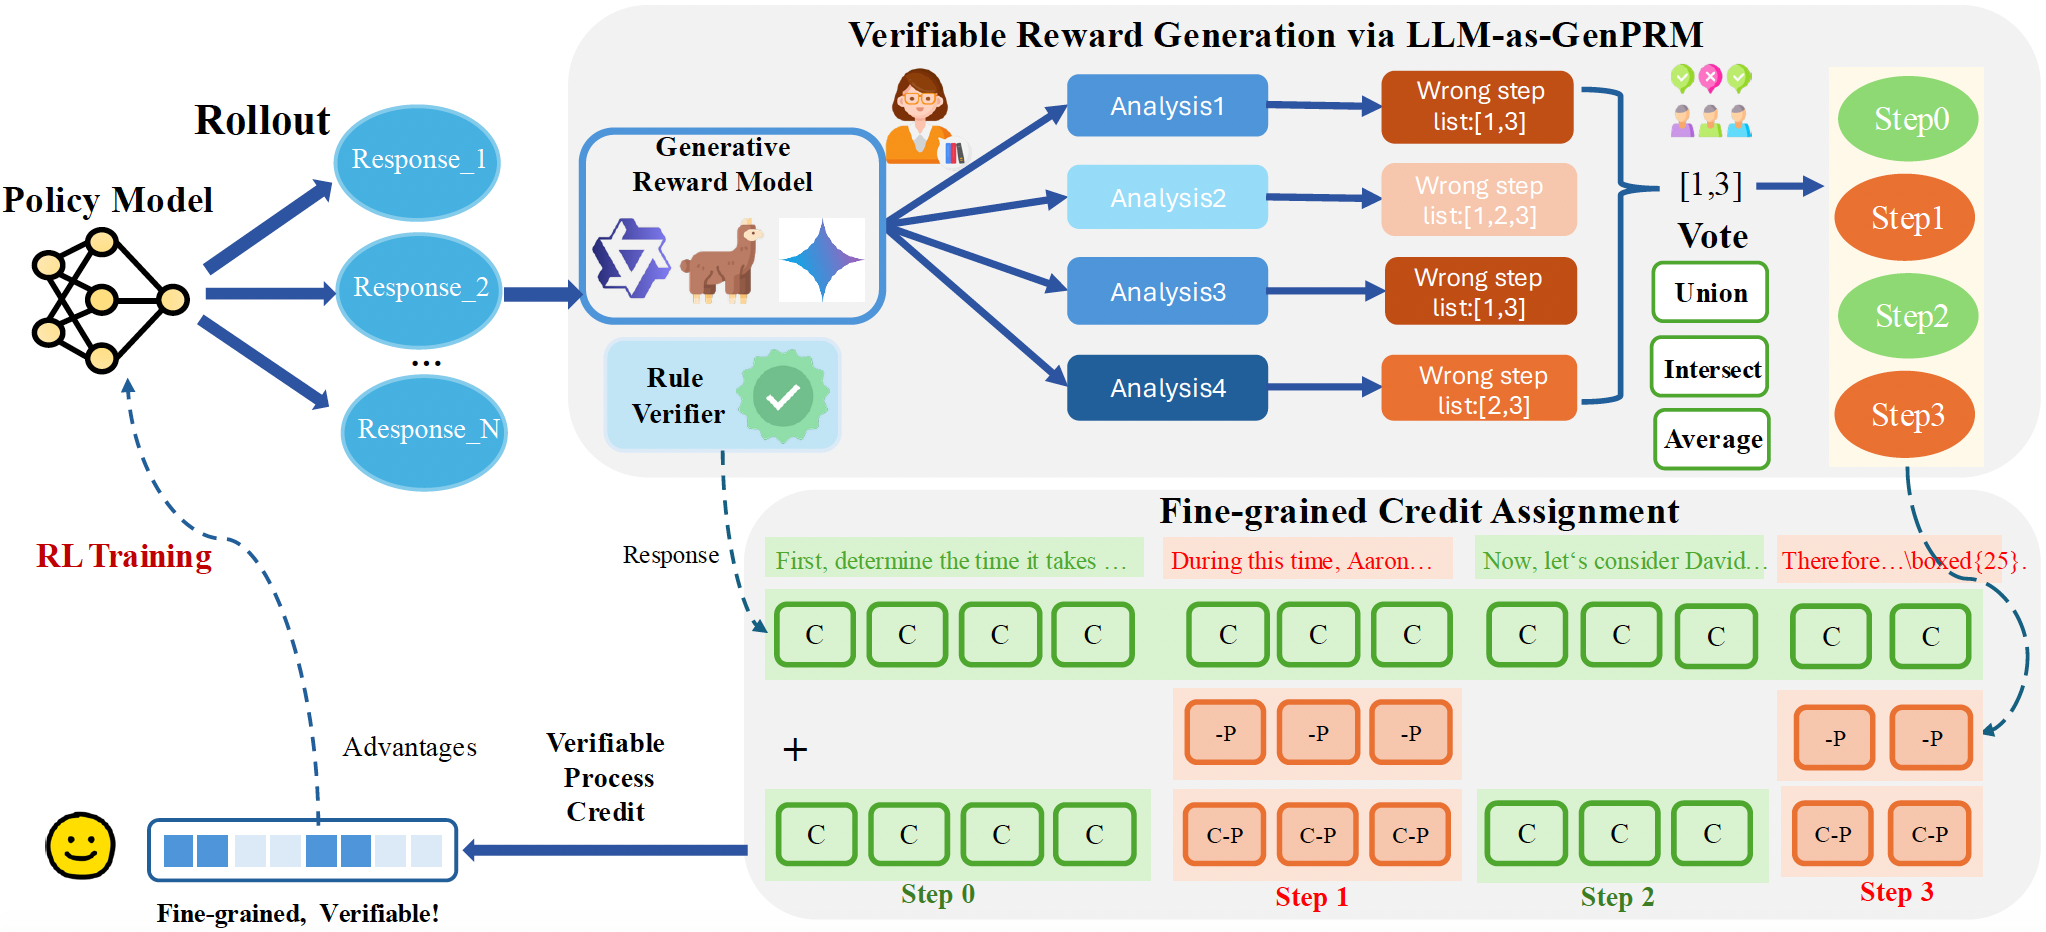 Verifiable Reward Generation via LLM-as-GenPRM
Rollout
Policy Model
Response_1
Response_2
...
Response_N
Generative
Reward Model
Rule
Verifier
Analysis1
Analysis2
Analysis3
Analysis4
Wrong step
list:[1,3]
Wrong step
list:[1,2,3]
Wrong step
list:[1,3]
Wrong step
list:[2,3]
[1,3]
Vote
Union
Intersect
Average
Step0
Step1
Step2
Step3
Fine-grained Credit Assignment
Response
First, determine the time it takes …
During this time, Aaron…
Now, let‘s consider David…
Therefore…\boxed{25}.
C C C C C C C C C C C C
+
-P -P -P -P -P
C C C C C-P C-P C-P C C C C-P C-P
Step 0
Step 1
Step 2
Step 3
RL Training
Advantages
Verifiable
Process
Credit
Fine-grained, Verifiable!